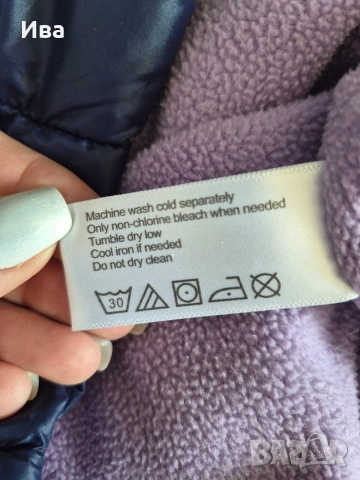 Ива
Machine wash cold separately
Only non-chlorine bleach when needed
Tumble dry low
Cool iron if needed
Do not dry clean
30
BAZAR